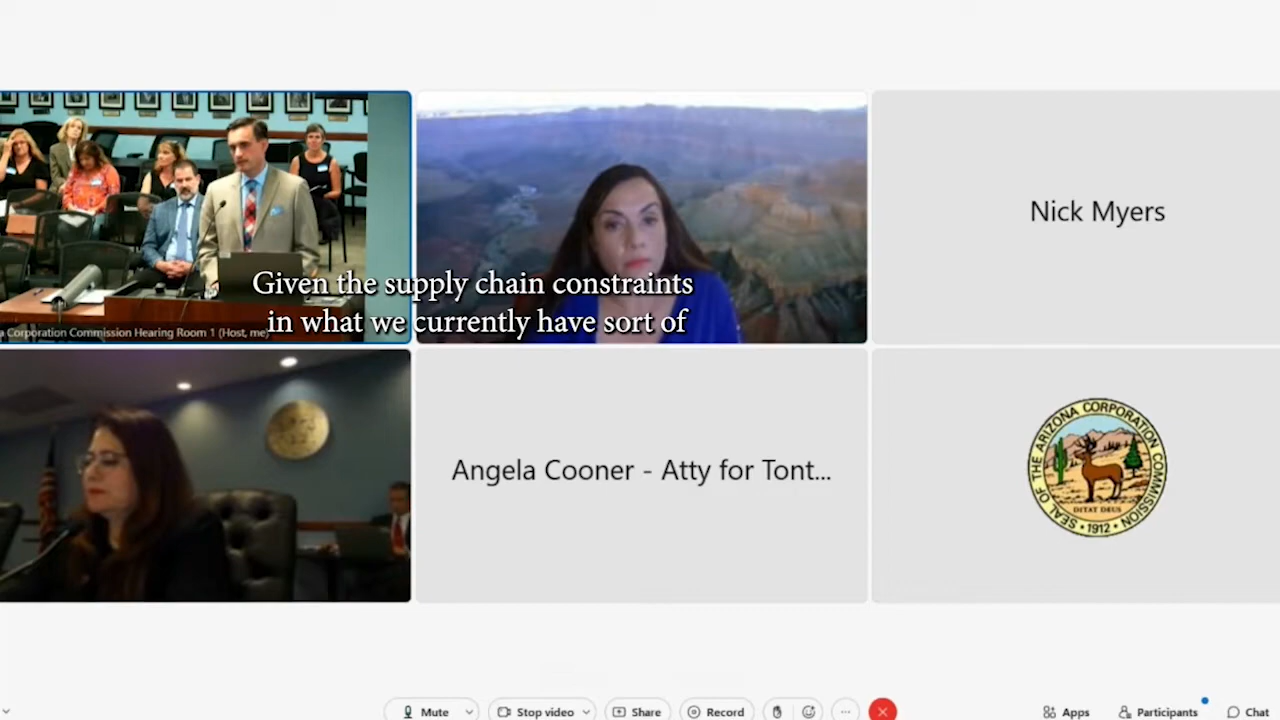 Given the supply chain constraints
in what we currently have sort of
a Corporation Commission Hearing Room 1 (Host, me)
Nick Myers
Angela Cooner - Atty for Tont...
SEAL OF THE ARIZONA CORPORATION COMMISSION
DITAT DEUS
1912
Mute
Stop video
Share
Record
Apps
Participants
Chat